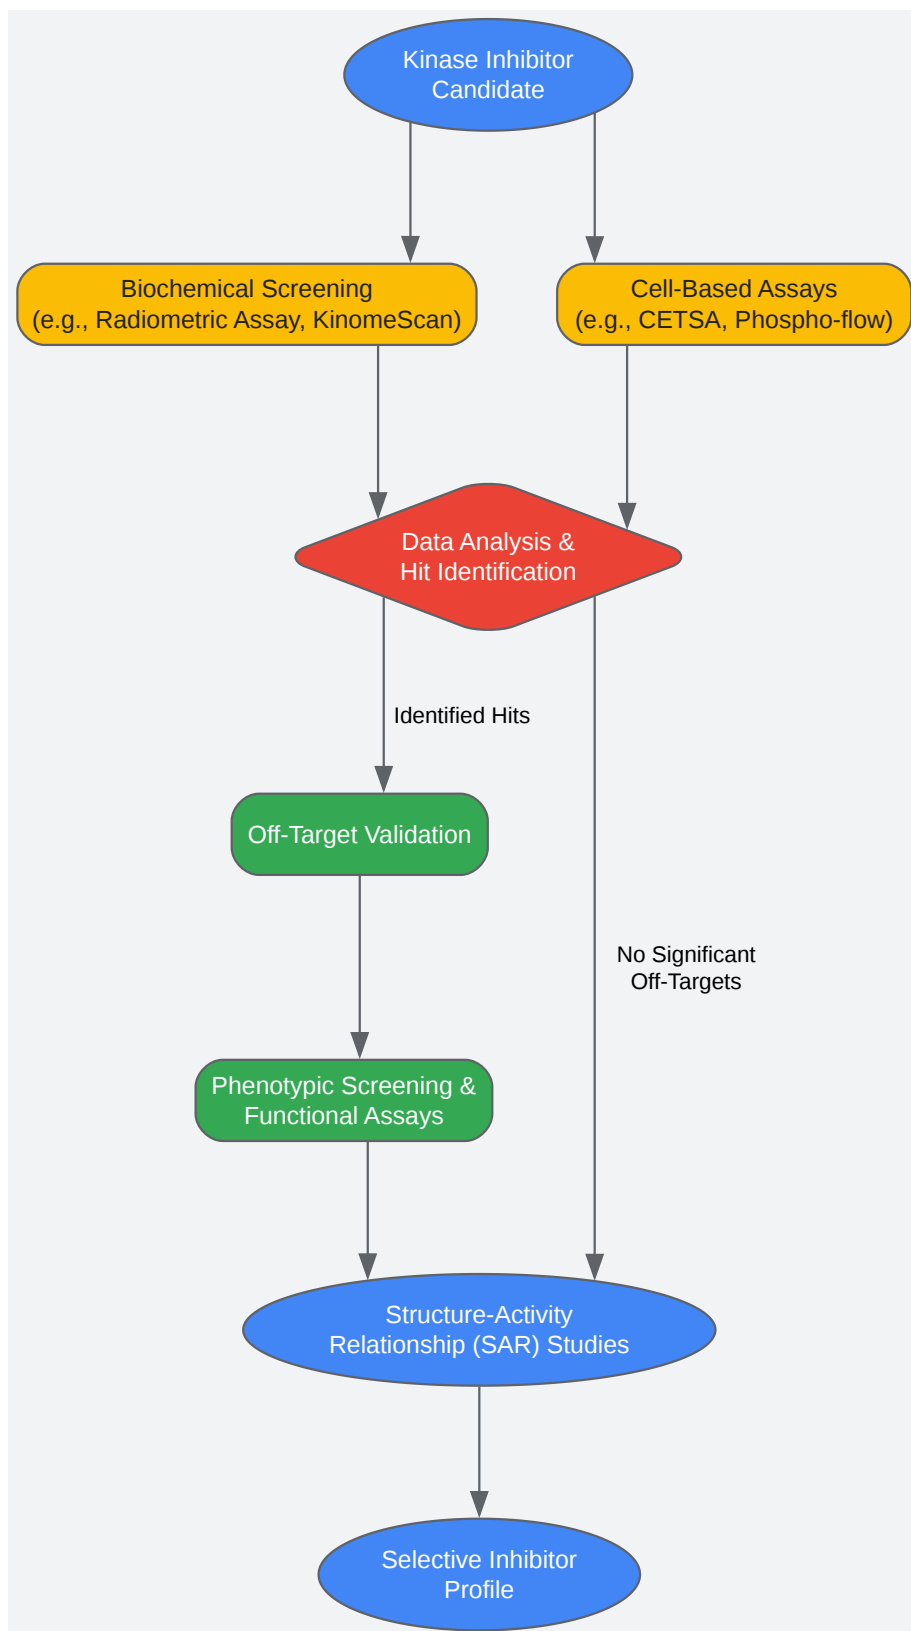 Kinase Inhibitor
Candidate
Biochemical Screening
(e.g., Radiometric Assay, KinomeScan)
Cell-Based Assays
(e.g., CETSA, Phospho-flow)
Data Analysis &
Hit Identification
Identified Hits
Off-Target Validation
No Significant
Off-Targets
Phenotypic Screening &
Functional Assays
Structure-Activity
Relationship (SAR) Studies
Selective Inhibitor
Profile